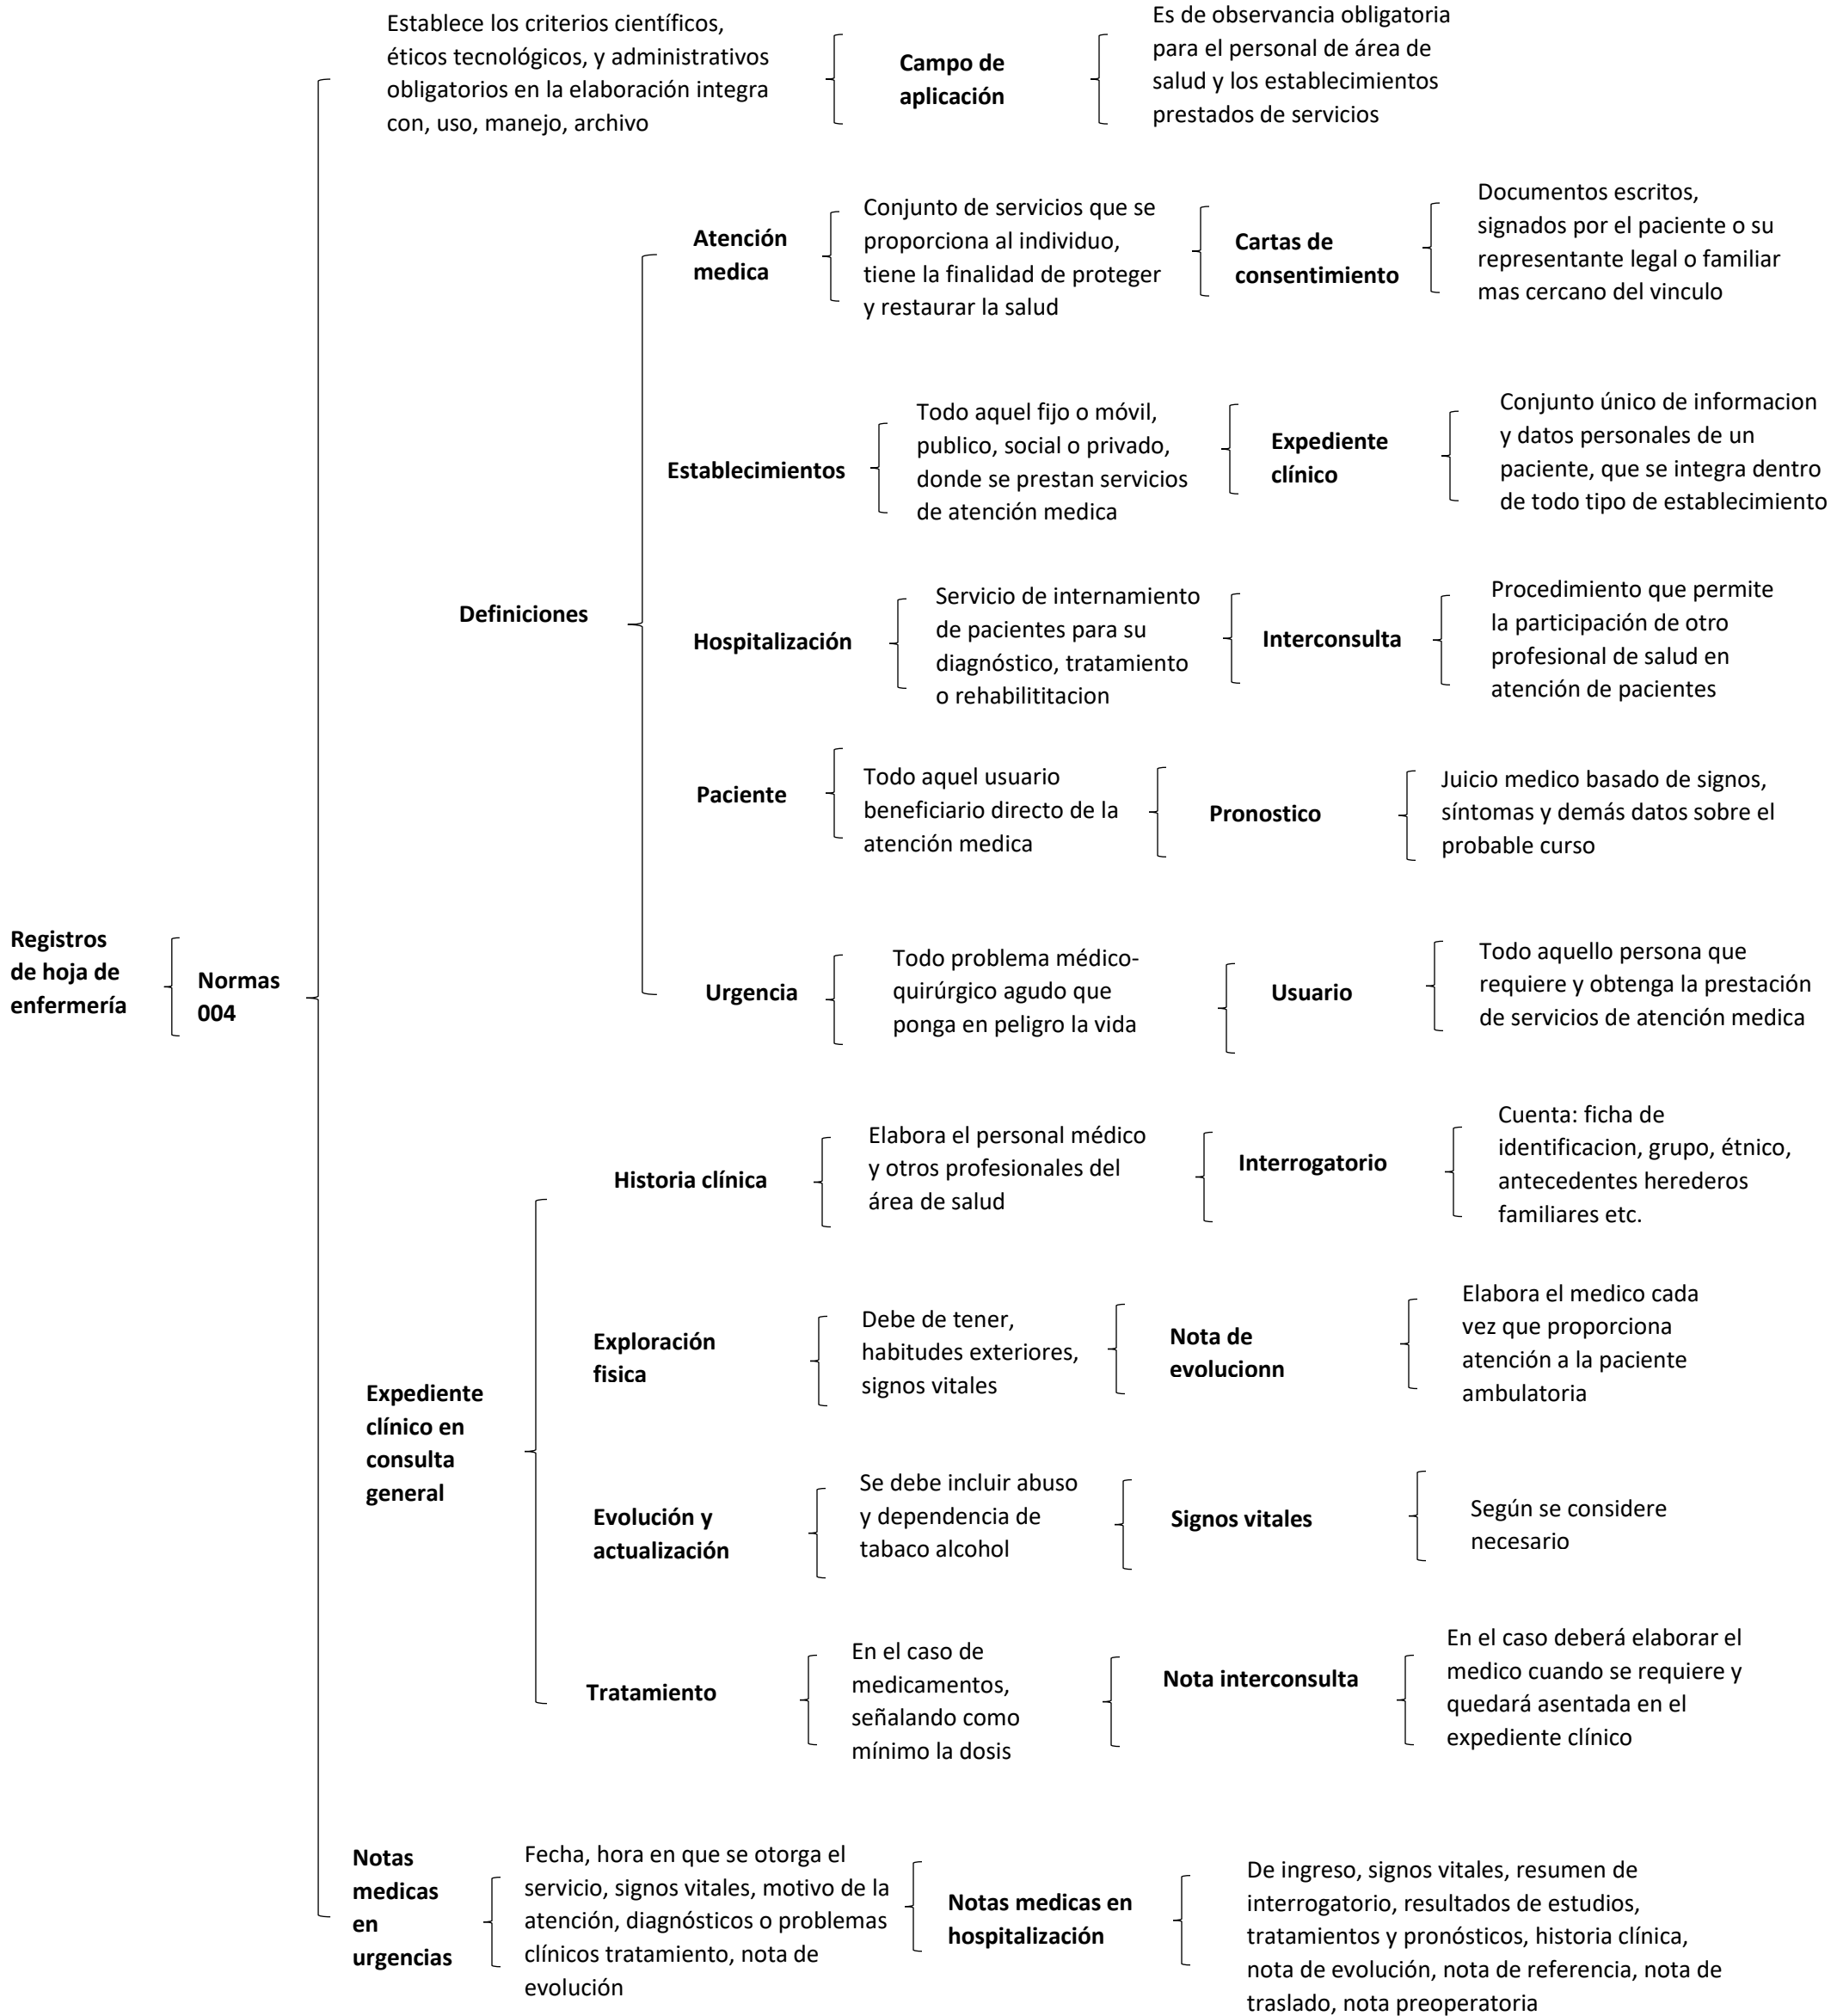 Registros
de hoja de
enfermería
Normas
004
Establece los criterios científicos,
éticos tecnológicos, y administrativos
obligatorios en la elaboración integra
con, uso, manejo, archivo
Campo de
aplicación
Es de observancia obligatoria
para el personal de área de
salud y los establecimientos
prestados de servicios
Definiciones
Atención
medica
Conjunto de servicios que se
proporciona al individuo,
tiene la finalidad de proteger
y restaurar la salud
Cartas de
consentimiento
Documentos escritos,
signados por el paciente o su
representante legal o familiar
mas cercano del vinculo
Establecimientos
Todo aquel fijo o móvil,
publico, social o privado,
donde se prestan servicios
de atención medica
Expediente
clínico
Conjunto único de informacion
y datos personales de un
paciente, que se integra dentro
de todo tipo de establecimiento
Hospitalización
Servicio de internamiento
de pacientes para su
diagnóstico, tratamiento
o rehabilititacion
Interconsulta
Procedimiento que permite
la participación de otro
profesional de salud en
atención de pacientes
Paciente
Todo aquel usuario
beneficiario directo de la
atención medica
Pronostico
Juicio medico basado de signos,
síntomas y demás datos sobre el
probable curso
Urgencia
Todo problema médico-
quirúrgico agudo que
ponga en peligro la vida
Usuario
Todo aquello persona que
requiere y obtenga la prestación
de servicios de atención medica
Expediente
clínico en
consulta
general
Historia clínica
Elabora el personal médico
y otros profesionales del
área de salud
Interrogatorio
Cuenta: ficha de
identificacion, grupo, étnico,
antecedentes herederos
familiares etc.
Exploración
fisica
Debe de tener,
habitudes exteriores,
signos vitales
Nota de
evolucionn
Elabora el medico cada
vez que proporciona
atención a la paciente
ambulatoria
Evolución y
actualización
Se debe incluir abuso
y dependencia de
tabaco alcohol
Signos vitales
Según se considere
necesario
Tratamiento
En el caso de
medicamentos,
señalando como
mínimo la dosis
Nota interconsulta
En el caso deberá elaborar el
medico cuando se requiere y
quedará asentada en el
expediente clínico
Notas
medicas
en
urgencias
Fecha, hora en que se otorga el
servicio, signos vitales, motivo de la
atención, diagnósticos o problemas
clínicos tratamiento, nota de
evolución
Notas medicas en
hospitalización
De ingreso, signos vitales, resumen de
interrogatorio, resultados de estudios,
tratamientos y pronósticos, historia clínica,
nota de evolución, nota de referencia, nota de
traslado, nota preoperatoria